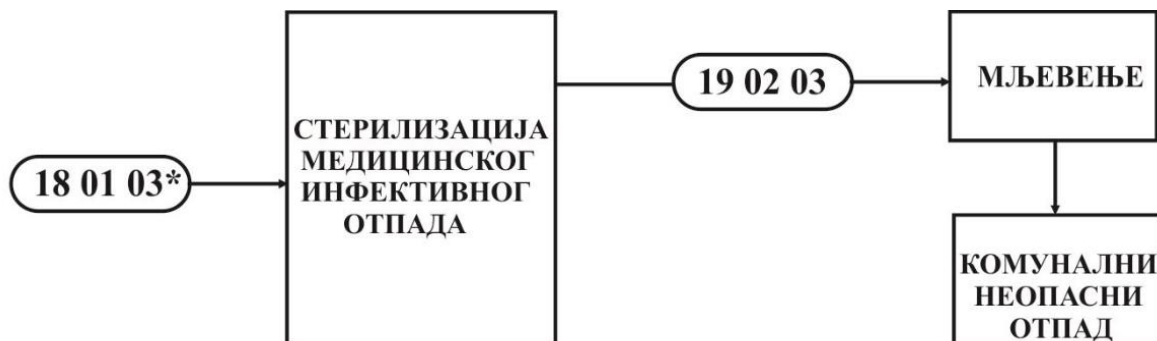 18 01 03*
СТЕРИЛИЗАЦИЈА
МЕДИЦИНСКОГ
ИНФЕКТИВНОГ
ОТПАДА
19 02 03
МЉЕВЕЊЕ
КОМУНАЛНИ
НЕОПАСНИ
ОТПАД